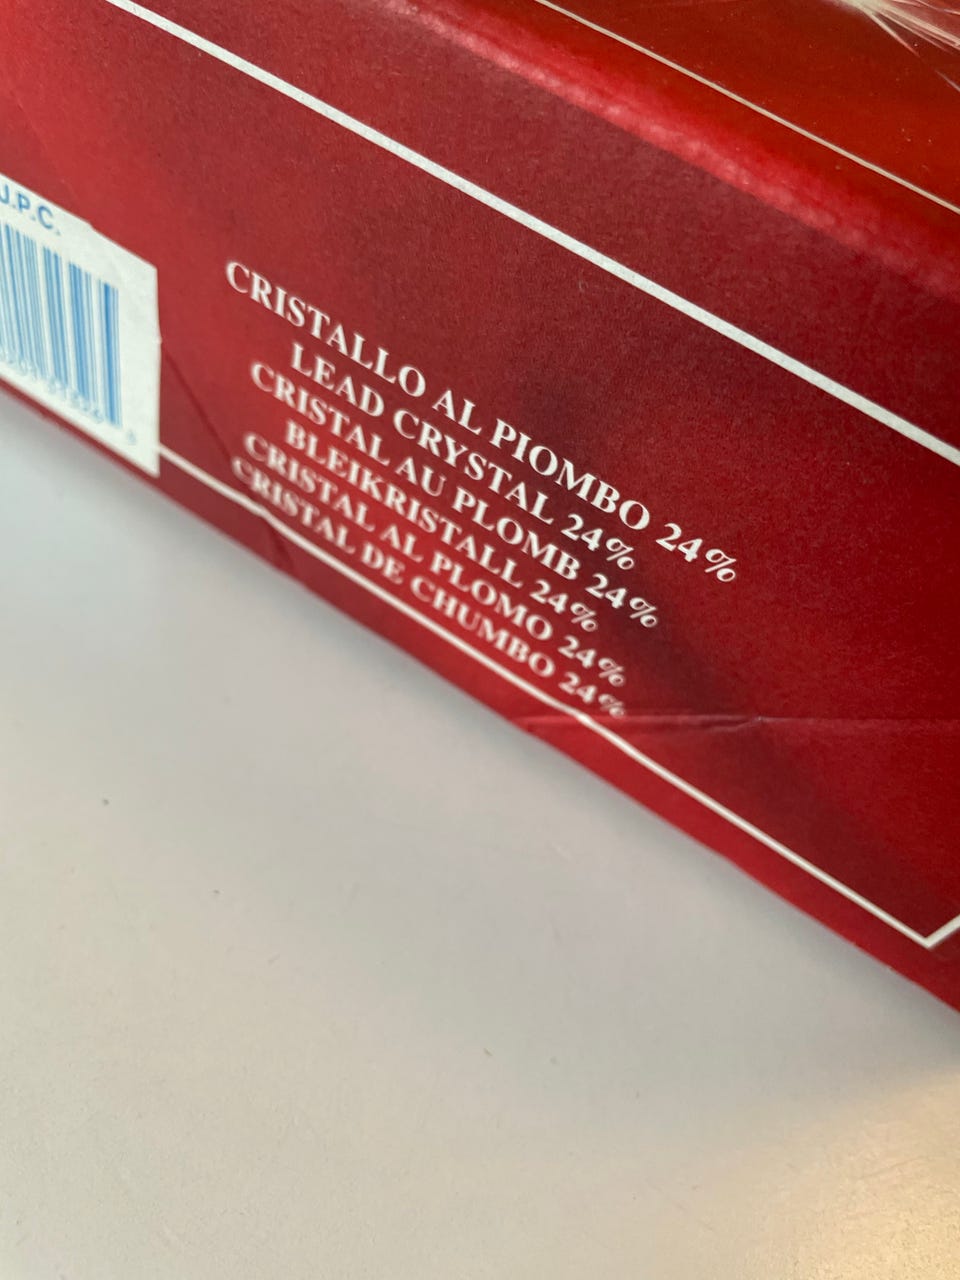 U.P.C.
CRISTALLO AL PIOMBO 24%
LEAD CRYSTAL 24%
CRISTAL AU PLOMB 24%
BLEIKRISTALL 24%
CRISTAL AL PLOMO 24%
CRISTAL DE CHUMBO 24%